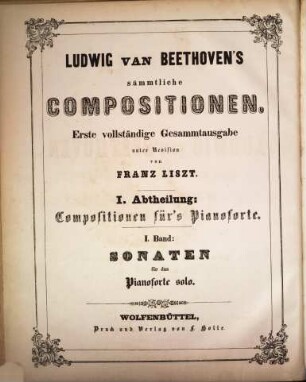 LUDWIG VAN BEETHOVEN'S
sämmtliche
COMPOSITIONEN.
Erste vollständige Gesammtausgabe
unter Revision
von
FRANZ LISZT.
I. Abtheilung:
Compositionen für's Pianoforte.
I. Band:
SONATEN
für das
Pianoforte solo.
WOLFENBÜTTEL,
Druck und Verlag von L. Holle.